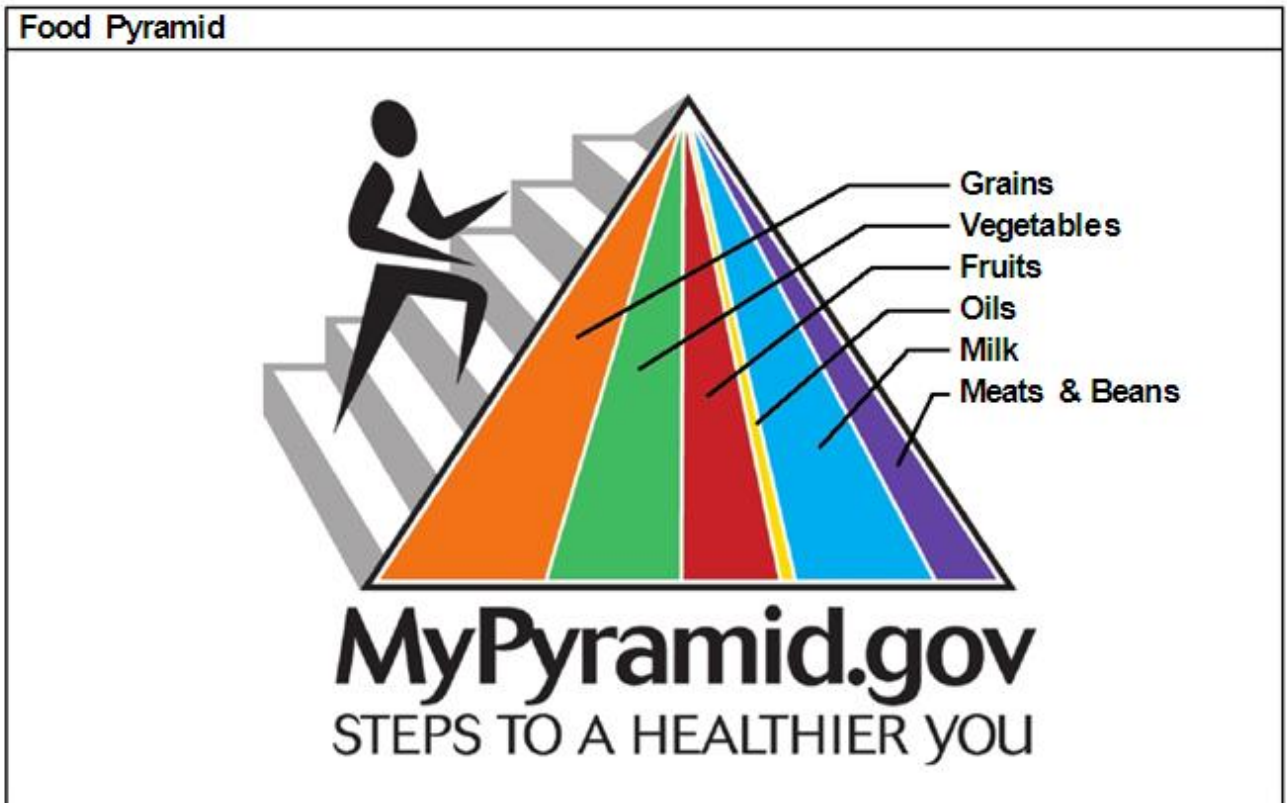 Food Pyramid
Grains
Vegetables
Fruits
Oils
Milk
Meats & Beans
MyPyramid.gov
STEPS TO A HEALTHIER YOU